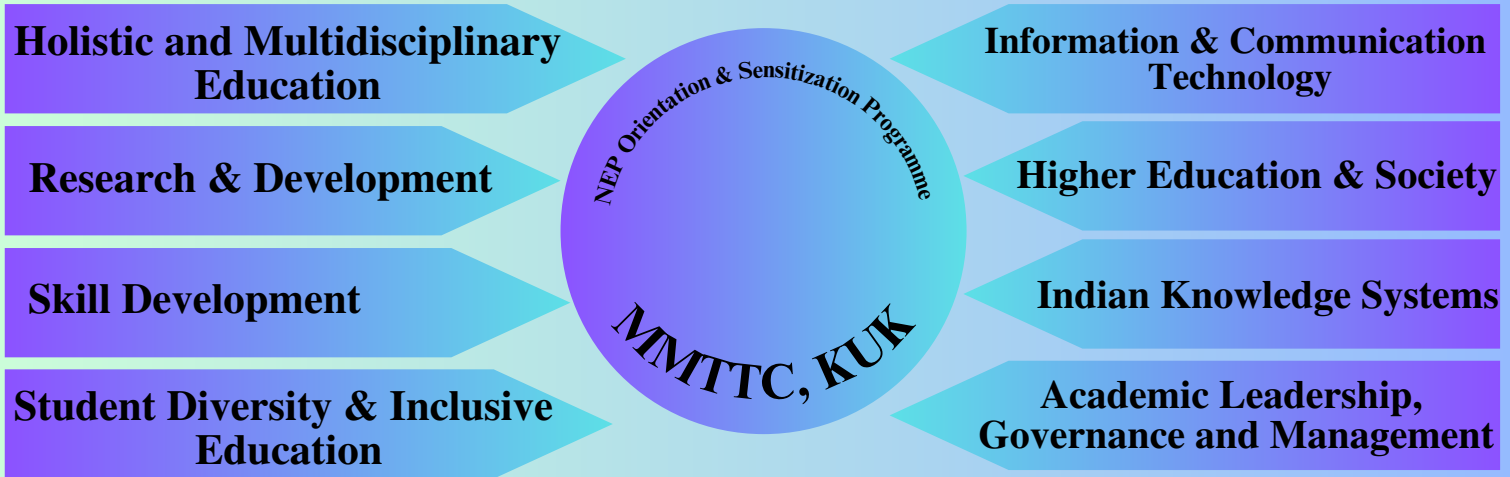 Holistic and Multidisciplinary
Education
Research & Development
Skill Development
Student Diversity & Inclusive
Education
NEP Orientation & Sensitization Programme
MMTTC, KUK
Information & Communication
Technology
Higher Education & Society
Indian Knowledge Systems
Academic Leadership,
Governance and Management